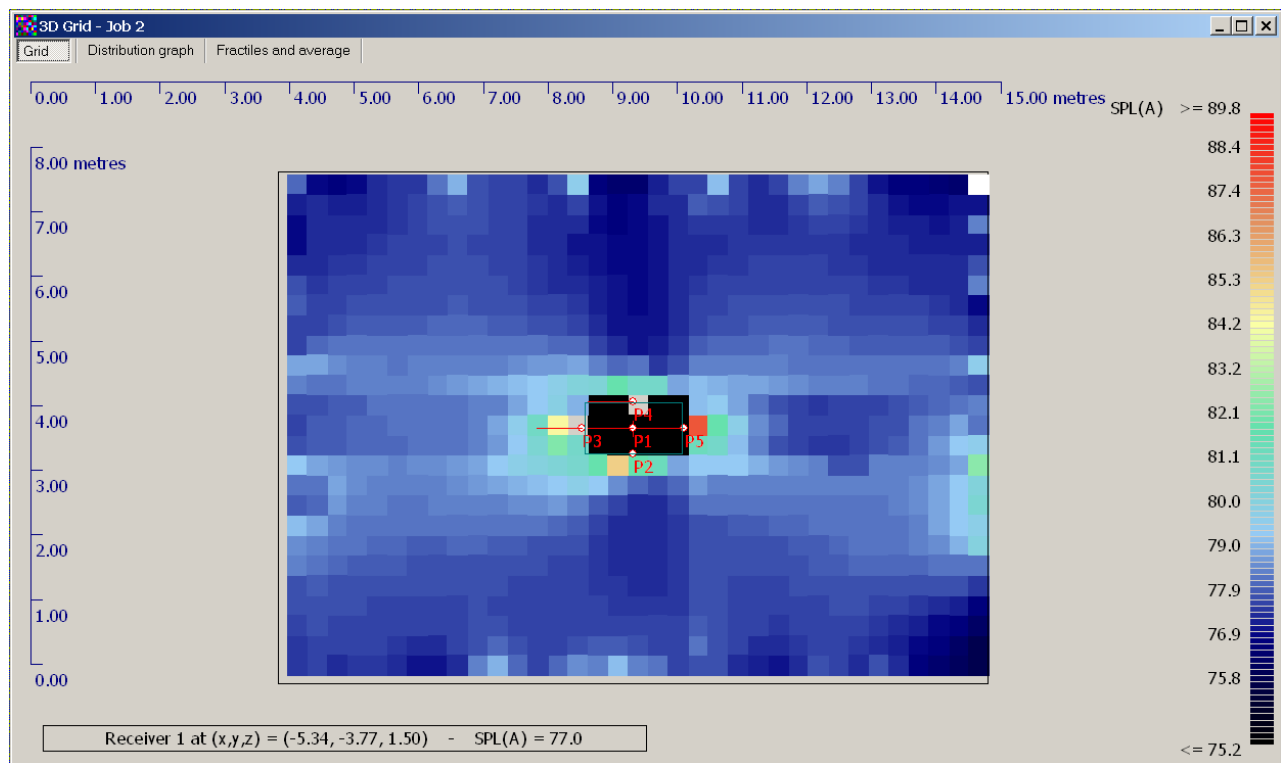 3D Grid - Job 2
Grid Distribution graph Fractiles and average
0.00 1.00 2.00 3.00 4.00 5.00 6.00 7.00 8.00 9.00 10.00 11.00 12.00 13.00 14.00 15.00 metres
SPL(A) >= 89.8
88.4
87.4
86.3
85.3
84.2
83.2
82.1
81.1
80.0
79.0
77.9
76.9
75.8
<= 75.2
8.00 metres
7.00
6.00
5.00
4.00
3.00
2.00
1.00
0.00
P4
P3 P1 P5
P2
Receiver 1 at (x,y,z) = (-5.34, -3.77, 1.50) - SPL(A) = 77.0